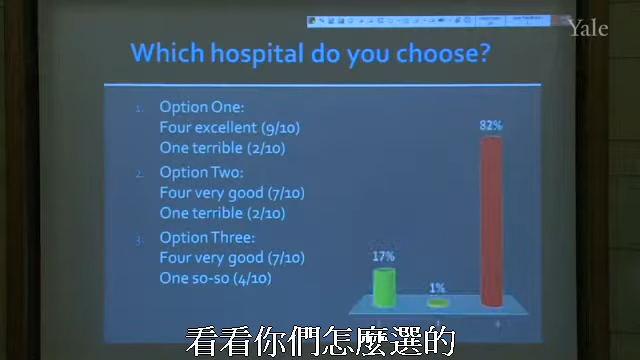 Yale
Which hospital do you choose?
1. Option One:
Four excellent (9/10)
One terrible (2/10)
2. Option Two:
Four very good (7/10)
One terrible (2/10)
3. Option Three:
Four very good (7/10)
One so-so (4/10)
17%
1%
82%
看看你們怎麼選的